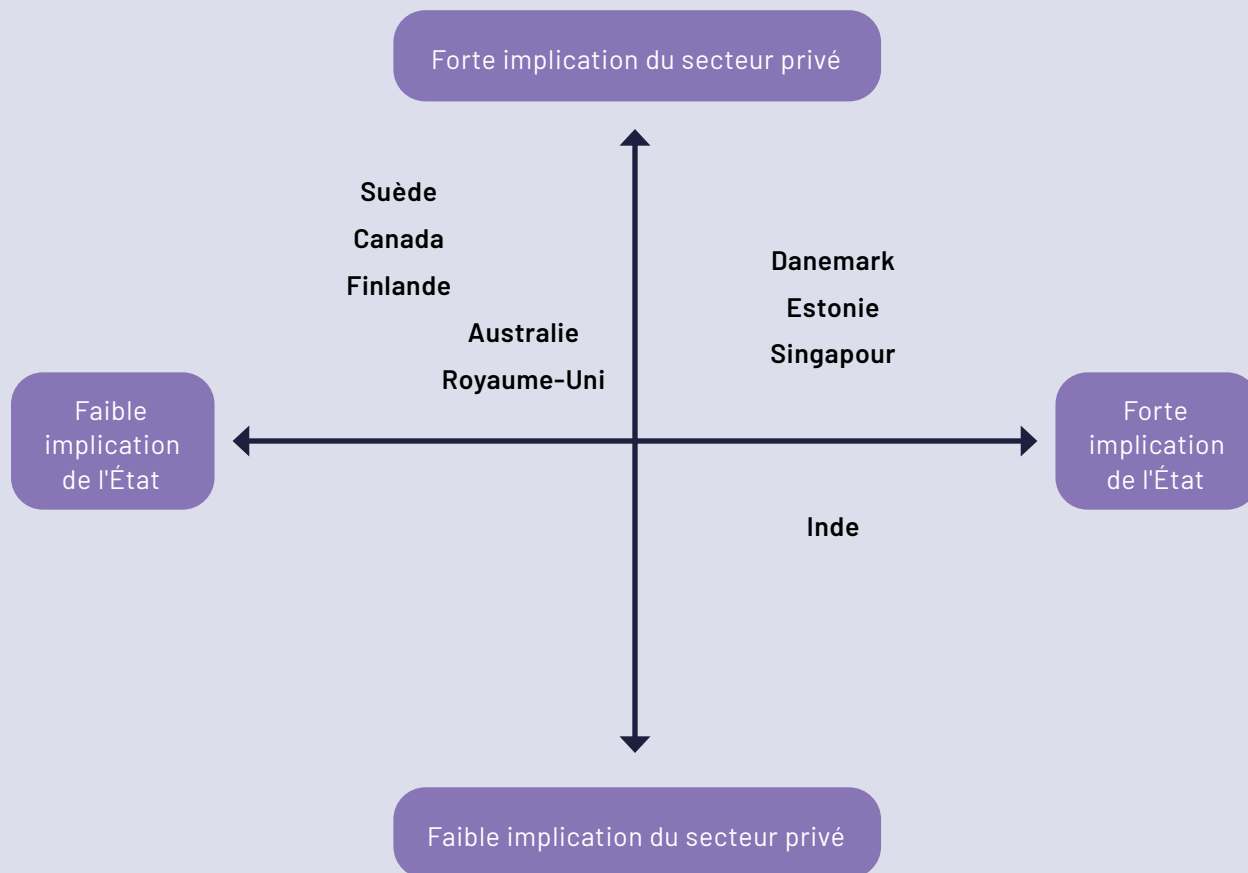 Forte implication du secteur privé
Suède
Canada
Finlande
Australie
Royaume-Uni
Danemark
Estonie
Singapour
Faible
implication
de l'État
Forte
implication
de l'État
Inde
Faible implication du secteur privé